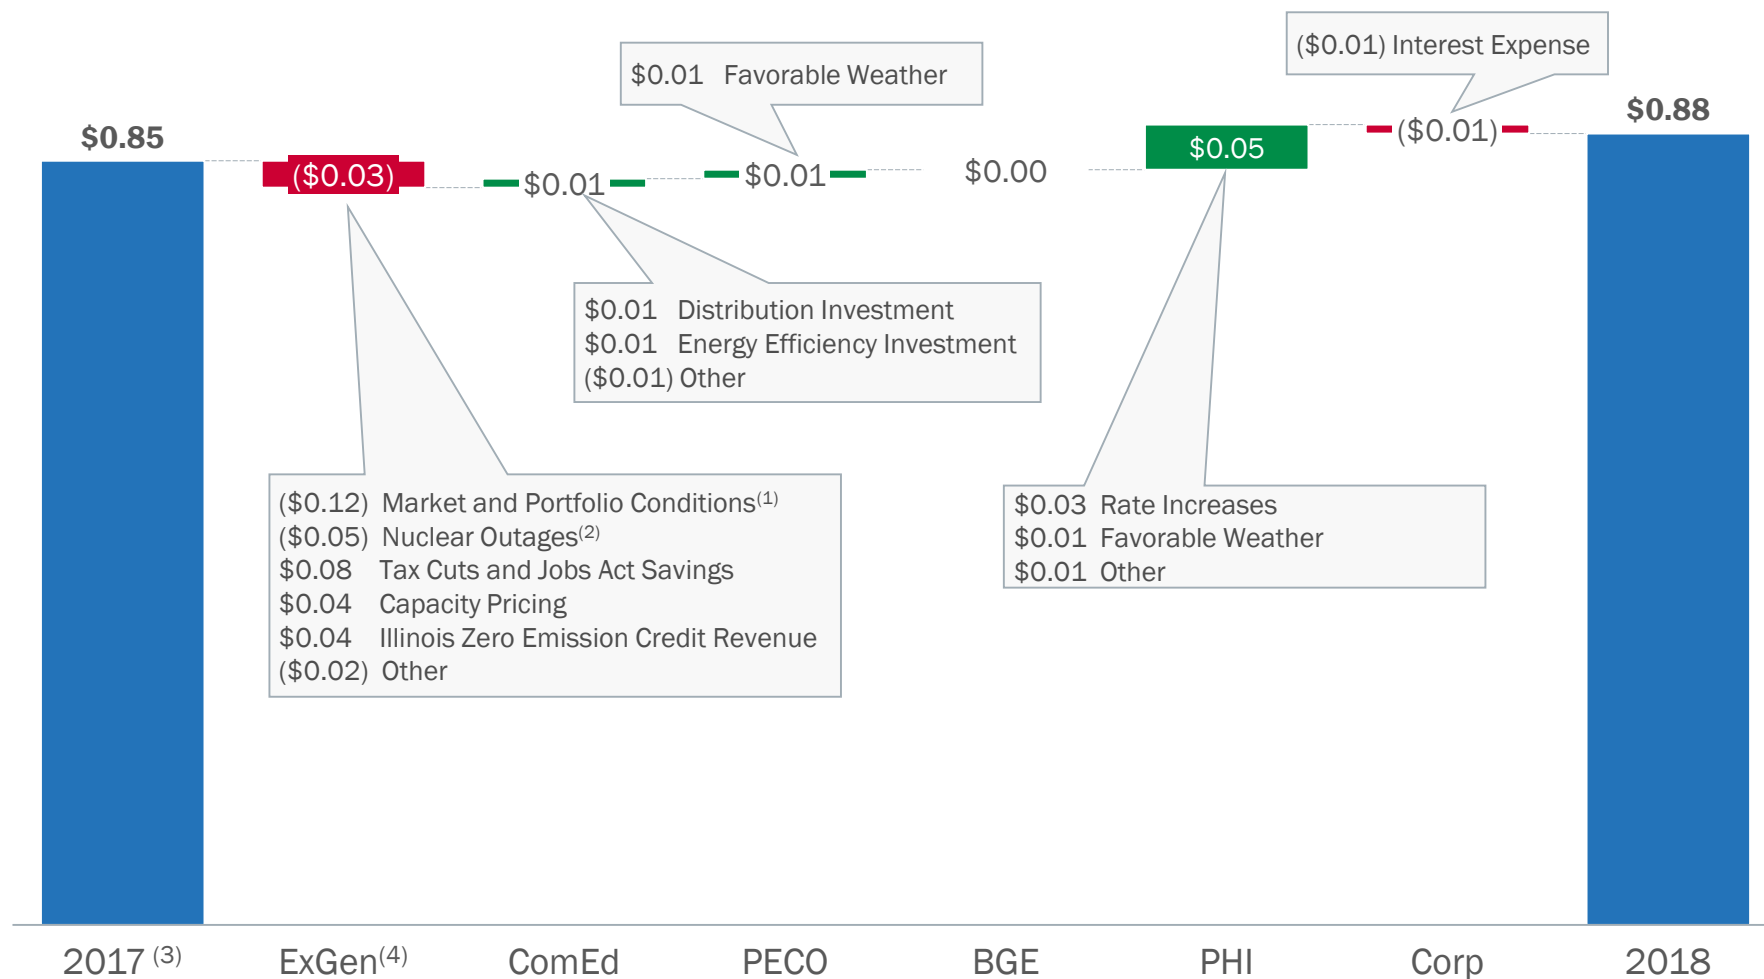 ($0.01) Interest Expense
$0.01 Favorable Weather
$0.85
($0.03)
$0.01
$0.01
$0.00
$0.05
($0.01)
$0.88
$0.01 Distribution Investment
$0.01 Energy Efficiency Investment
($0.01) Other
($0.12) Market and Portfolio Conditions(1)
($0.05) Nuclear Outages(2)
$0.08 Tax Cuts and Jobs Act Savings
$0.04 Capacity Pricing
$0.04 Illinois Zero Emission Credit Revenue
($0.02) Other
$0.03 Rate Increases
$0.01 Favorable Weather
$0.01 Other
2017 (3) ExGen(4) ComEd PECO BGE PHI Corp 2018